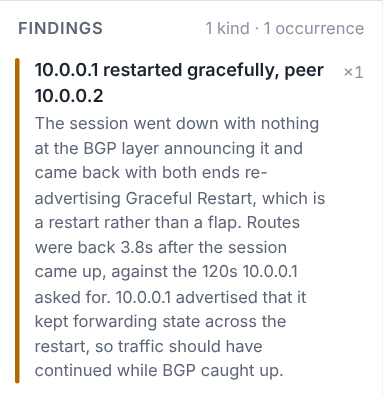 FINDINGS 1 kind · 1 occurrence
10.0.0.1 restarted gracefully, peer ×1
10.0.0.2
The session went down with nothing
at the BGP layer announcing it and
came back with both ends re-
advertising Graceful Restart, which is
a restart rather than a flap. Routes
were back 3.8s after the session
came up, against the 120s 10.0.0.1
asked for. 10.0.0.1 advertised that it
kept forwarding state across the
restart, so traffic should have
continued while BGP caught up.